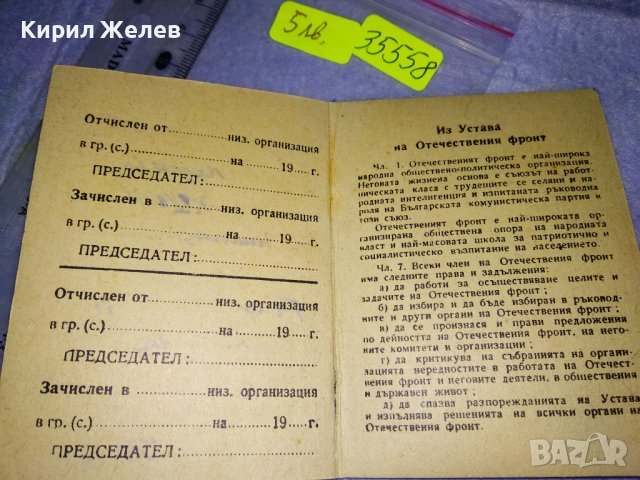 Кирил Желев
5 лв.
35558
Отчислен от.............низ. организация
в гр. (с.)..................на ......... 19....г.
ПРЕДСЕДАТЕЛ:..................
Зачислен в ..............низ. организация
в гр. (с.)..................на ......... 19....г.
ПРЕДСЕДАТЕЛ :..................
Отчислен от..............низ. организация
в гр. (с.)..................на ......... 19....г.
ПРЕДСЕДАТЕЛ:..................
Зачислен в ..............низ. организация
в гр. (с.)..................на ......... 19....г.
ПРЕДСЕДАТЕЛ:..................
Из Устава
на Отечествения фронт
Чл. 1. Отечественият фронт е най-широка
народна обществено-политическа организация.
Неговата жизнена основа е съюзът на работ-
ническата класа с трудещите се селяни и на-
родната интелигенция и изпитаната ръководна
роля на Българската комунистическа партия в
този съюз.
Отечественият фронт е най-широката ор-
ганизирана обществена опора на народната
власт и най-масовата школа за патриотично и
социалистическо възпитание на населението.
Чл. 7. Всеки член на Отечествения фронт
има следните права и задължения:
а) да работи за осъществяване целите и
задачите на Отечествения фронт ;
б) да избира и да бъде избиран в ръковод-
ните и други органи на Отечествения фронт;
в) да се произнася и прави предложения
по дейността на Отечествения фронт, на него-
вите комитети и организации ;
г) да критикува на събранията на органи-
зацията нередностите в работата на Отечест-
вения фронт и негови деятели, в обществения
и държавен живот ;
д) да спазва разпорежданията на Устава
и изпълнява решенията на всички органи на
Отечествения фронт.
BAZAR